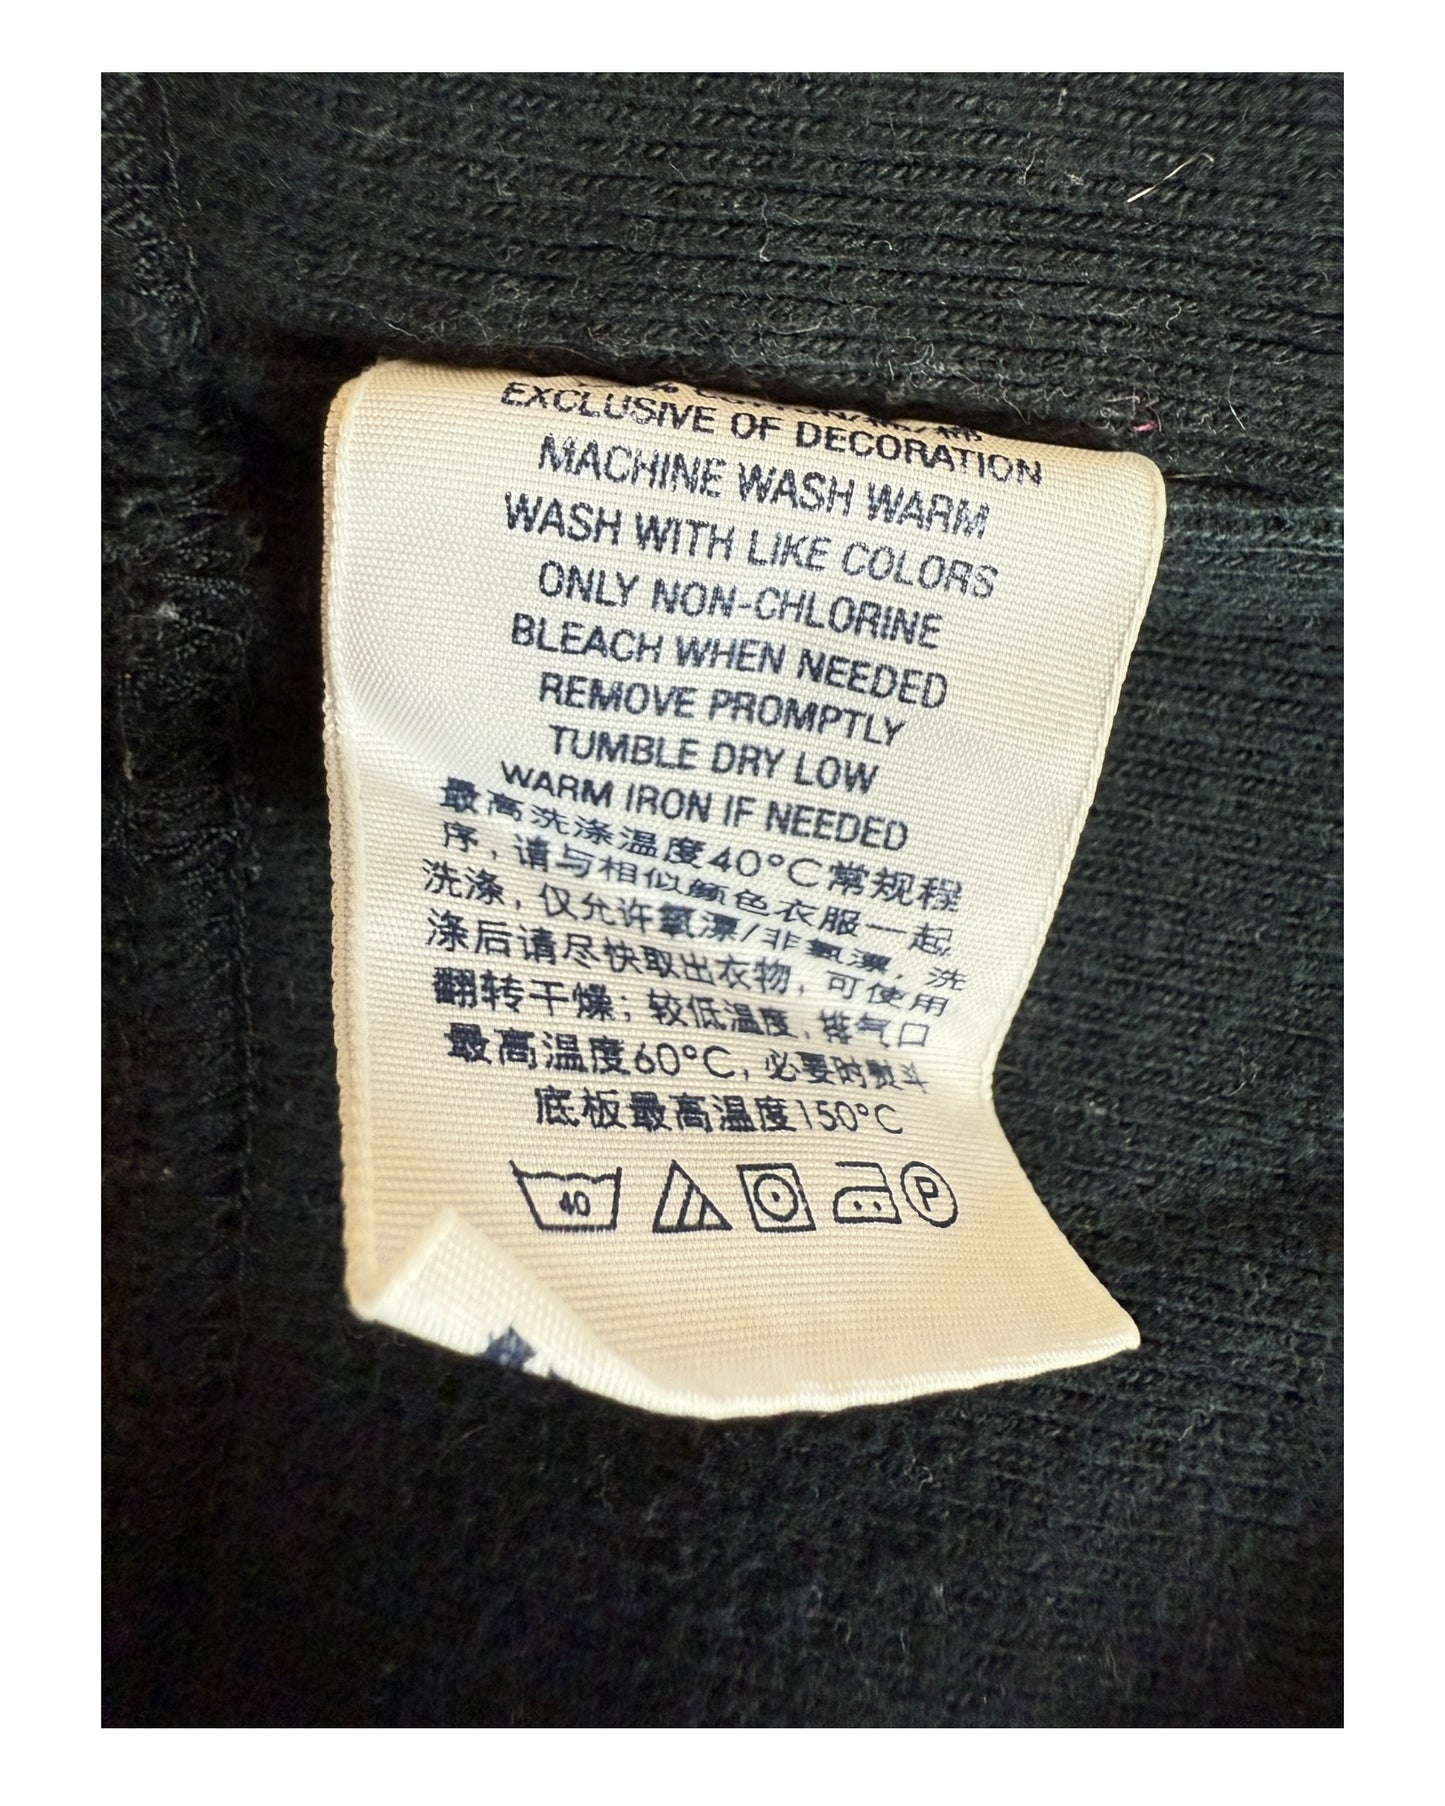 COTTON/
EXCLUSIVE OF DECORATION
MACHINE WASH WARM
WASH WITH LIKE COLORS
ONLY NON-CHLORINE
BLEACH WHEN NEEDED
REMOVE PROMPTLY
TUMBLE DRY LOW
WARM IRON IF NEEDED
最高洗涤温度40°C常规程
序,请与相似颜色衣服一起
洗涤,仅允许氧漂/非氯漂,洗
涤后请尽快取出衣物,可使用
翻转干燥;较低温度,排气口
最高温度60°C,必要时熨斗
底板最高温度150°C
40 P